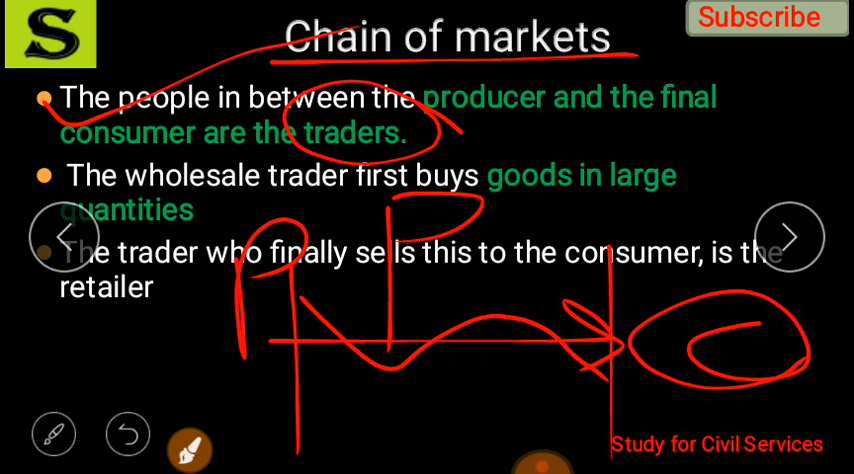 S
Chain of markets
Subscribe
The people in between the producer and the final
consumer are the traders.
The wholesale trader first buys goods in large
quantities
The trader who finally sells this to the consumer, is the
retailer
P
P
C
Study for Civil Services